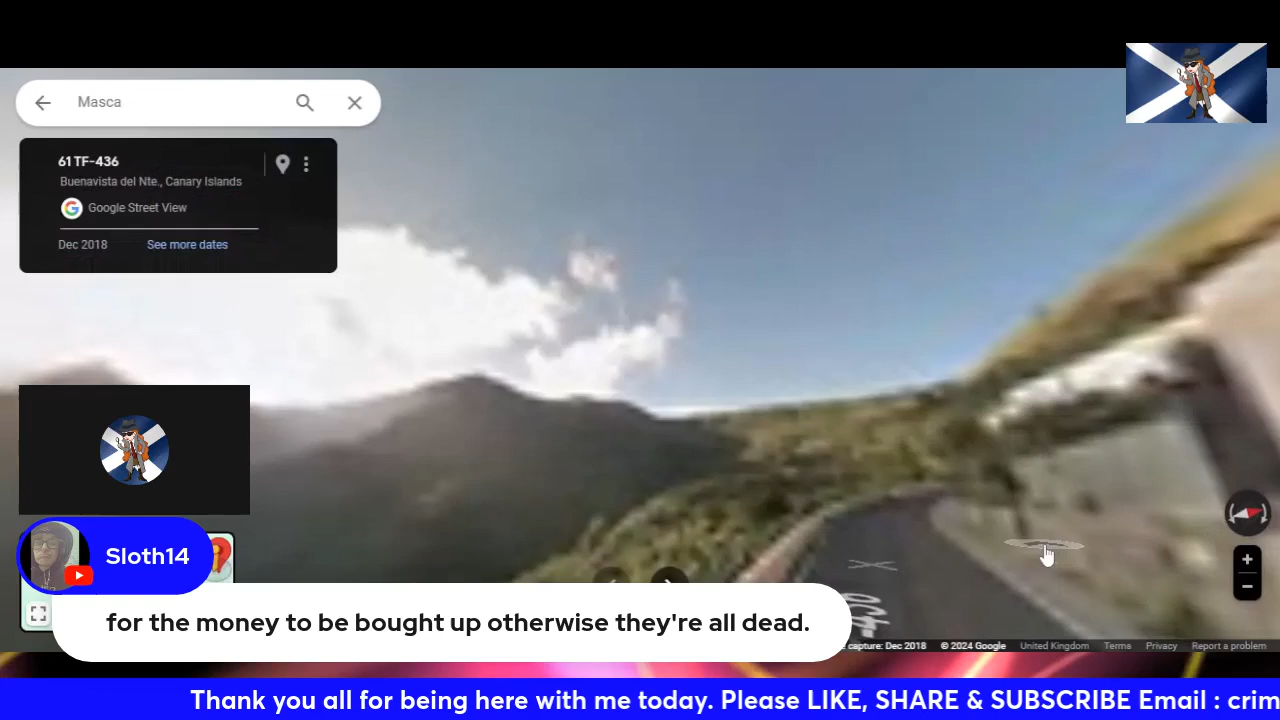 Masca
61 TF-436
Buenavista del Nte., Canary Islands
Google Street View
Dec 2018 See more dates
Sloth14
for the money to be bought up otherwise they're all dead.
capture: Dec 2018 © 2024 Google United Kingdom Terms Privacy Report a problem
Thank you all for being here with me today. Please LIKE, SHARE & SUBSCRIBE Email : crim